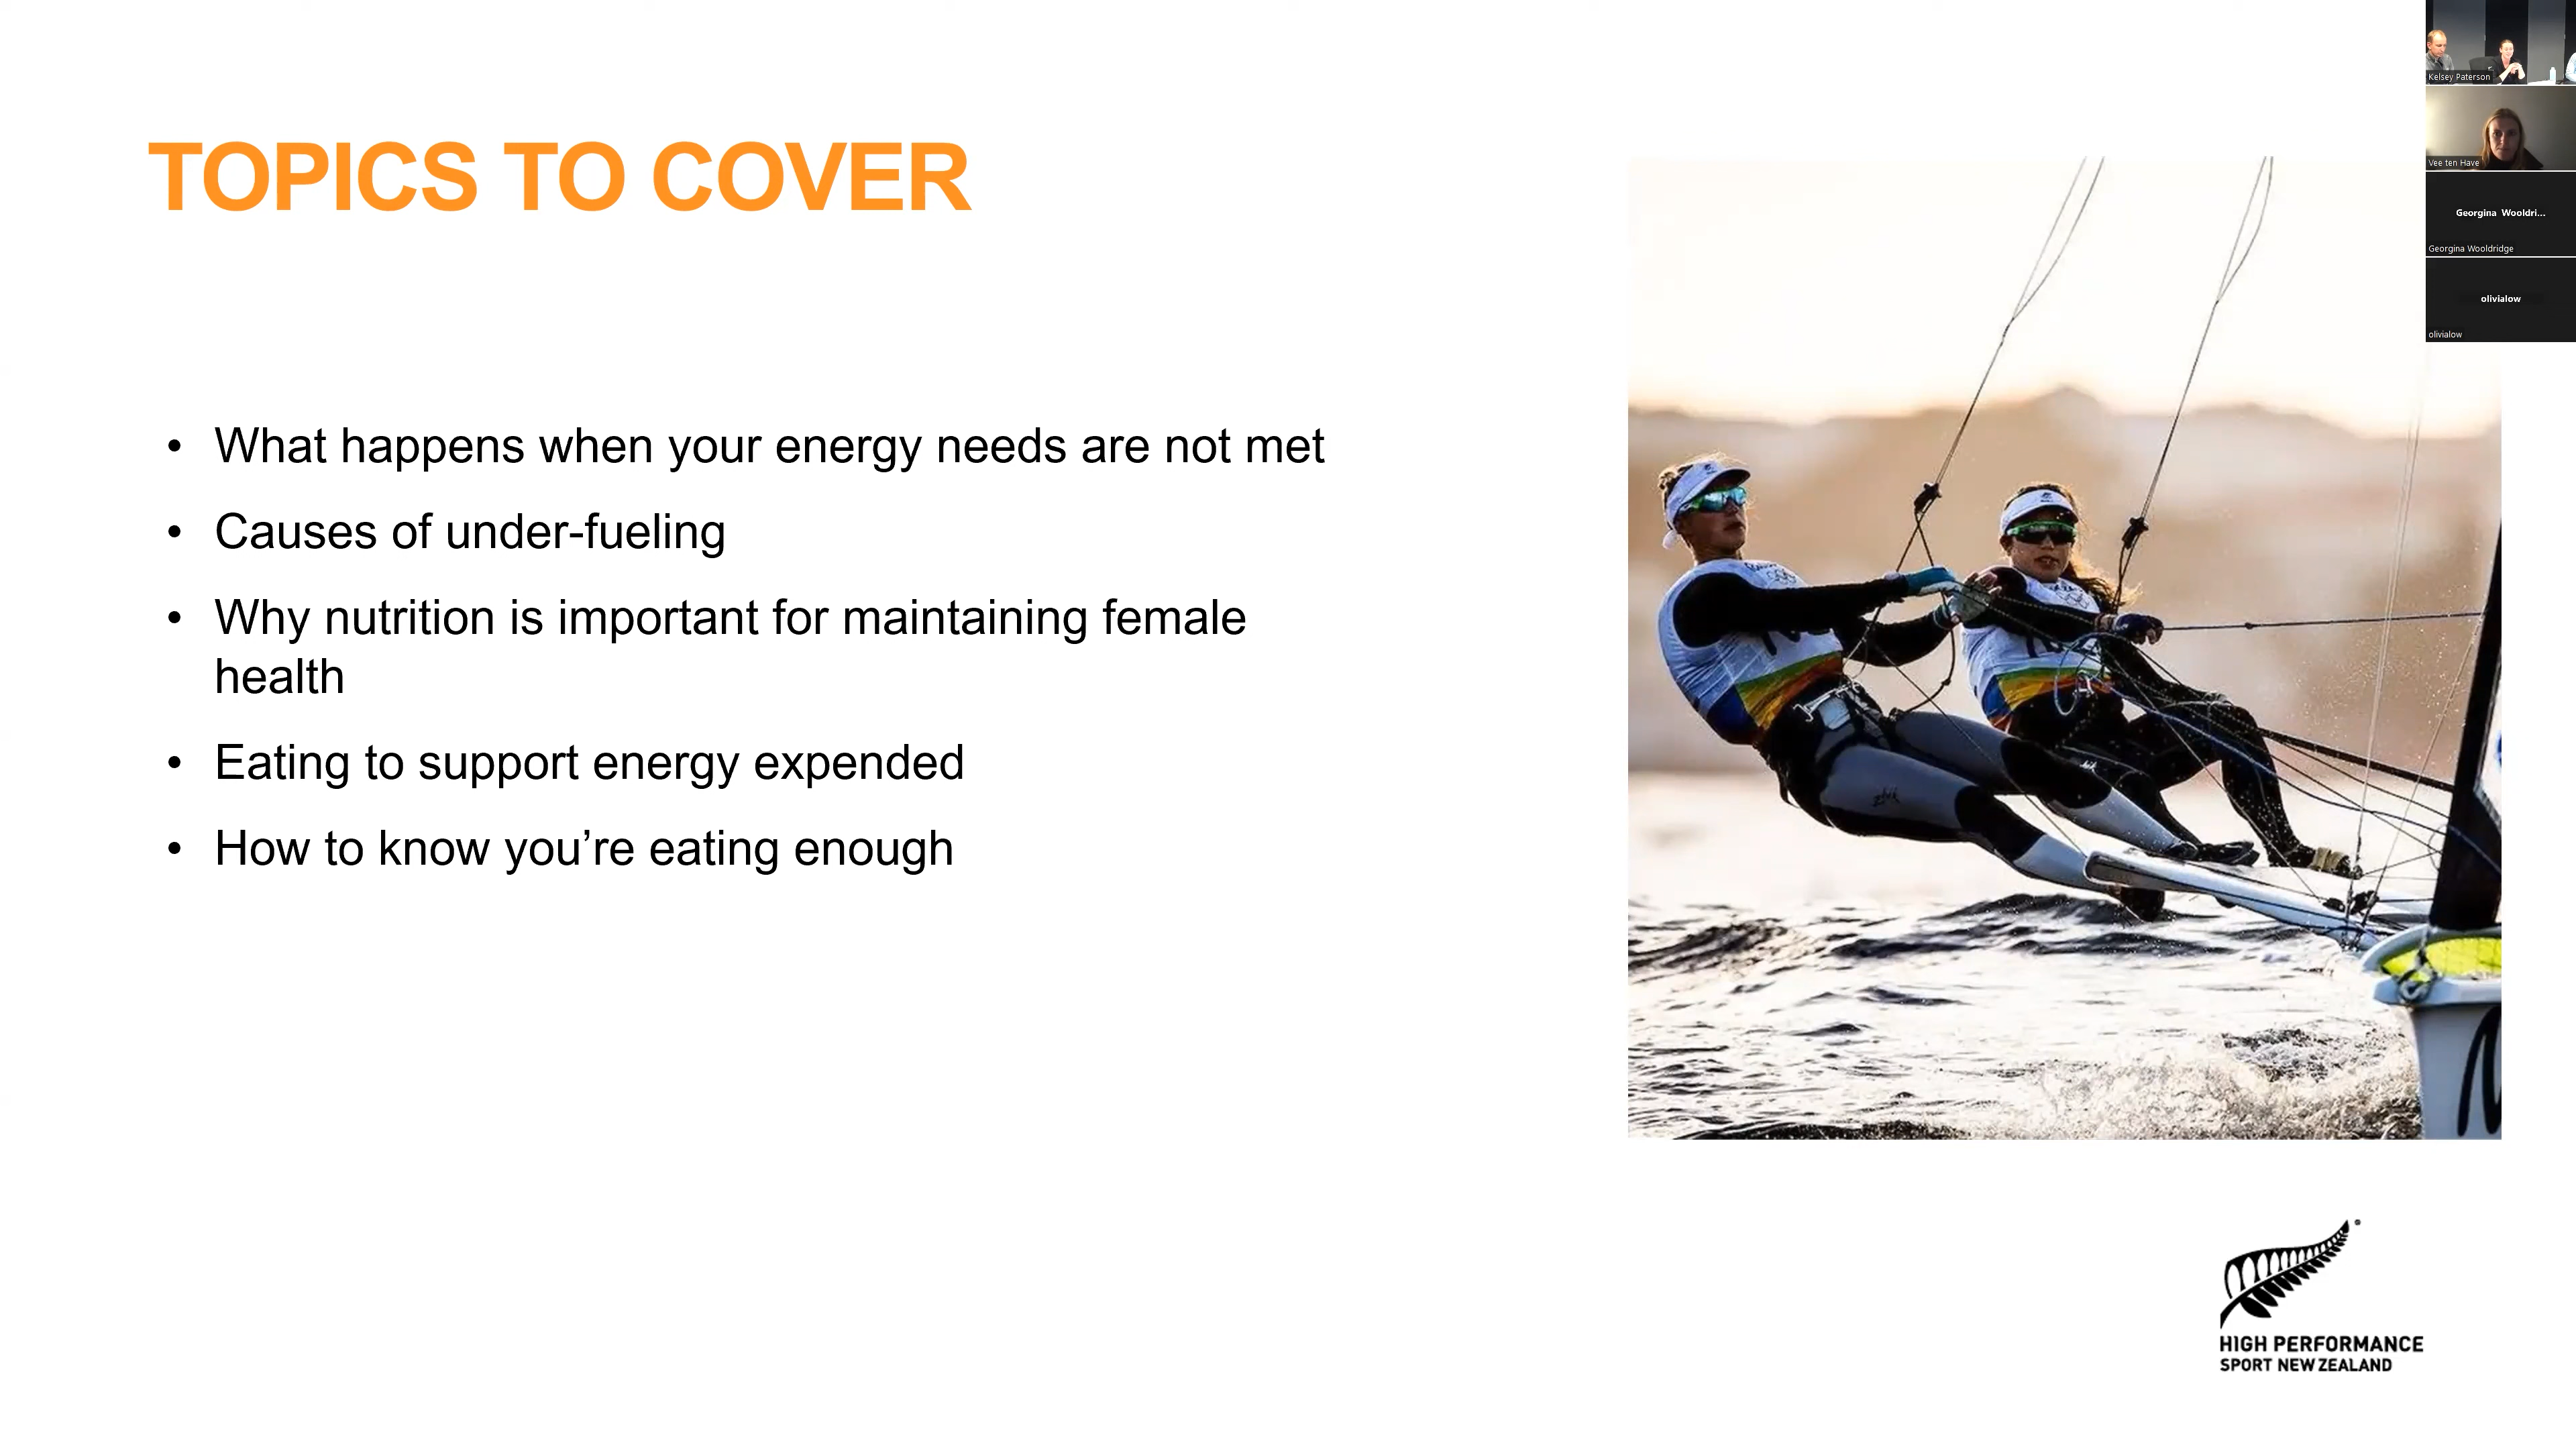 TOPICS TO COVER
• What happens when your energy needs are not met
• Causes of under-fueling
• Why nutrition is important for maintaining female
health
• Eating to support energy expended
• How to know you’re eating enough
Kelsey Paterson
Vee ten Have
Georgina Wooldri...
Georgina Wooldridge
olivialow
olivialow
zhik
HIGH PERFORMANCE
SPORT NEW ZEALAND